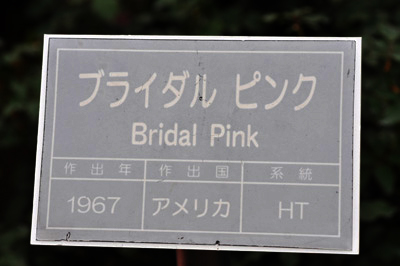 ブライダル ピンク
Bridal Pink
作出年 作出国 系統
1967 アメリカ HT